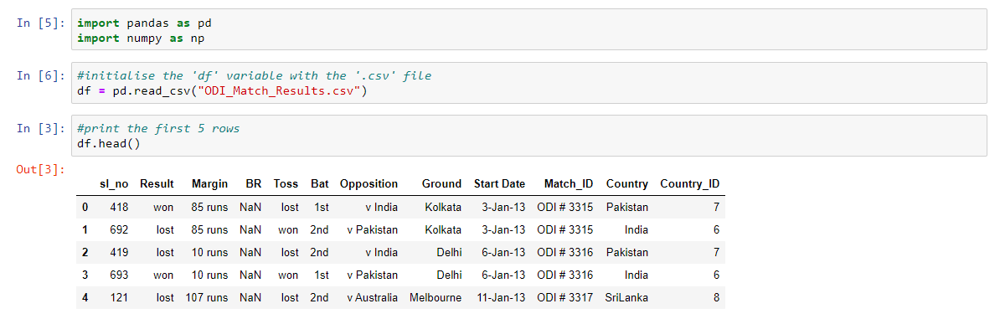 In [5]: import pandas as pd
import numpy as np
In [6]: #initialise the 'df' variable with the '.csv' file
df = pd.read_csv("ODI_Match_Results.csv")
In [3]: #print the first 5 rows
df.head()
Out[3]:
sl_no Result Margin BR Toss Bat Opposition Ground Start Date Match_ID Country Country_ID
0 418 won 85 runs NaN lost 1st v India Kolkata 3-Jan-13 ODI # 3315 Pakistan 7
1 692 lost 85 runs NaN won 2nd v Pakistan Kolkata 3-Jan-13 ODI # 3315 India 6
2 419 lost 10 runs NaN lost 2nd v India Delhi 6-Jan-13 ODI # 3316 Pakistan 7
3 693 won 10 runs NaN won 1st v Pakistan Delhi 6-Jan-13 ODI # 3316 India 6
4 121 lost 107 runs NaN lost 2nd v Australia Melbourne 11-Jan-13 ODI # 3317 SriLanka 8